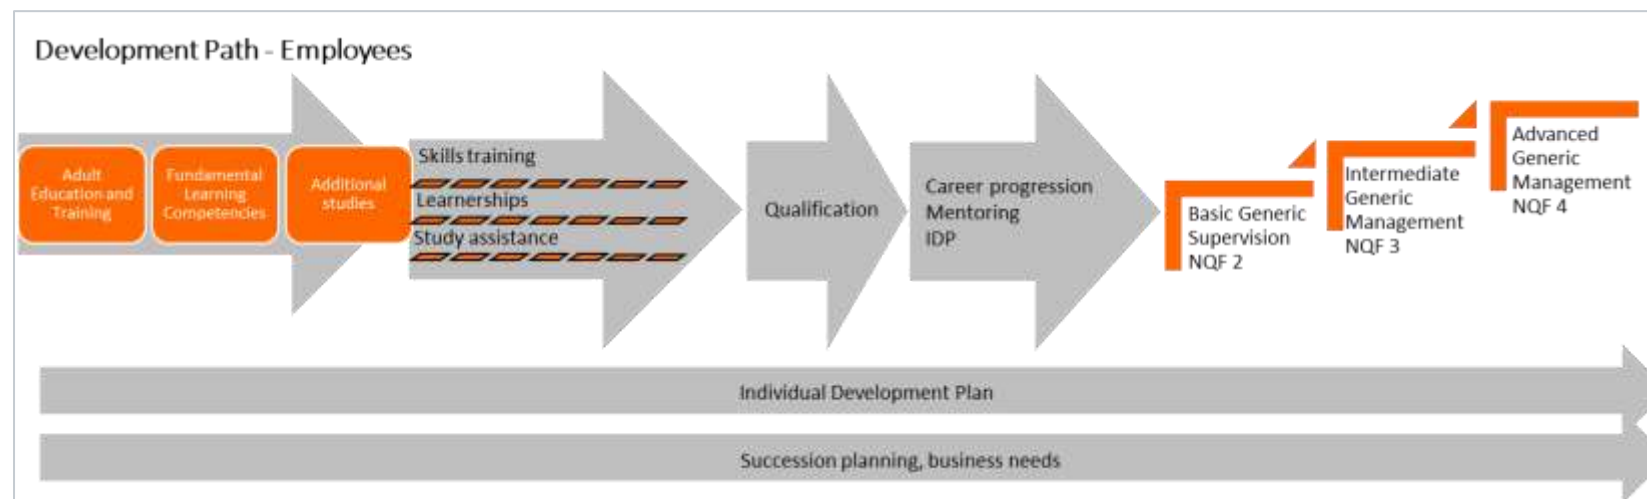 Development Path - Employees
Adult
Education and
Training
Fundamental
Learning
Competencies
Additional
studies
Skills training
Learnerships
Study assistance
Qualification
Career progression
Mentoring
IDP
Basic Generic
Supervision
NQF 2
Intermediate
Generic
Management
NQF 3
Advanced
Generic
Management
NQF 4
Individual Development Plan
Succession planning, business needs